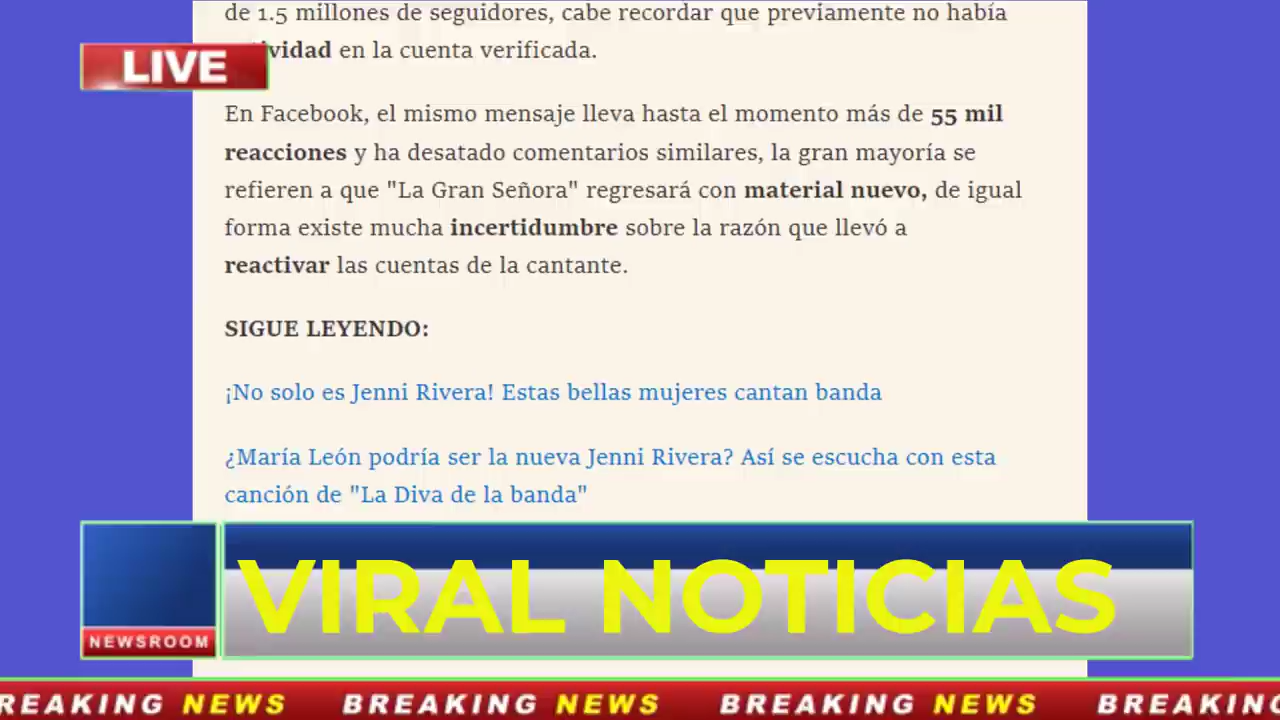 de 1.5 millones de seguidores, cabe recordar que previamente no había
LIVE
en la cuenta verificada.
En Facebook, el mismo mensaje lleva hasta el momento más de 55 mil
reacciones y ha desatado comentarios similares, la gran mayoría se
refieren a que "La Gran Señora" regresará con material nuevo, de igual
forma existe mucha incertidumbre sobre la razón que llevó a
reactivar las cuentas de la cantante.
SIGUE LEYENDO:
¡No solo es Jenni Rivera! Estas bellas mujeres cantan banda
¿María León podría ser la nueva Jenni Rivera? Así se escucha con esta
canción de "La Diva de la banda"
VIRAL NOTICIAS
NEWSROOM
BREAKING NEWS BREAKING NEWS BREAKING NEWS BREAKING